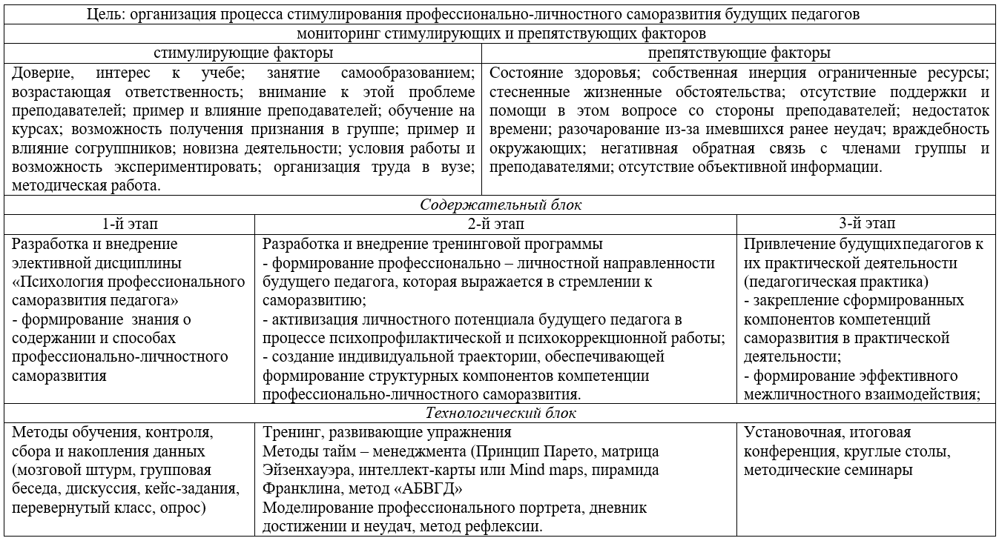 Цель: организация процесса стимулирования профессионально-личностного саморазвития будущих педагогов
мониторинг стимулирующих и препятствующих факторов
стимулирующие факторы
препятствующие факторы
Доверие, интерес к учебе; занятие самообразованием;
возрастающая ответственность; внимание к этой проблеме
преподавателей; пример и влияние преподавателей; обучение на
курсах; возможность получения признания в группе; пример и
влияние согруппников; новизна деятельности; условия работы и
возможность экспериментировать; организация труда в вузе;
методическая работа.
Состояние здоровья; собственная инерция ограниченные ресурсы;
стесненные жизненные обстоятельства; отсутствие поддержки и
помощи в этом вопросе со стороны преподавателей; недостаток
времени; разочарование из-за имевшихся ранее неудач; враждебность
окружающих; негативная обратная связь с членами группы и
преподавателями; отсутствие объективной информации.
Содержательный блок
1-й этап
2-й этап
3-й этап
Разработка и внедрение
элективной дисциплины
«Психология профессионального
саморазвития педагога»
- формирование знания о
содержании и способах
профессионально-личностного
саморазвития
Разработка и внедрение тренинговой программы
- формирование профессионально – личностной направленности
будущего педагога, которая выражается в стремлении к
саморазвитию;
- активизация личностного потенциала будущего педагога в
процессе психопрофилактической и психокоррекционной работы;
- создание индивидуальной траектории, обеспечивающей
формирование структурных компонентов компетенции
профессионально-личностного саморазвития.
Привлечение будущихпедагогов к
их практической деятельности
(педагогическая практика)
- закрепление сформированных
компонентов компетенций
саморазвития в практической
деятельности;
- формирование эффективного
межличностного взаимодействия;
Технологический блок
Методы обучения, контроля,
сбора и накопления данных
(мозговой штурм, групповая
беседа, дискуссия, кейс-задания,
перевернутый класс, опрос)
Тренинг, развивающие упражнения
Методы тайм – менеджмента (Принцип Парето, матрица
Эйзенхауэра, интеллект-карты или Mind maps, пирамида
Франклина, метод «АБВГД»
Моделирование профессионального портрета, дневник
достижении и неудач, метод рефлексии.
Установочная, итоговая
конференция, круглые столы,
методические семинары